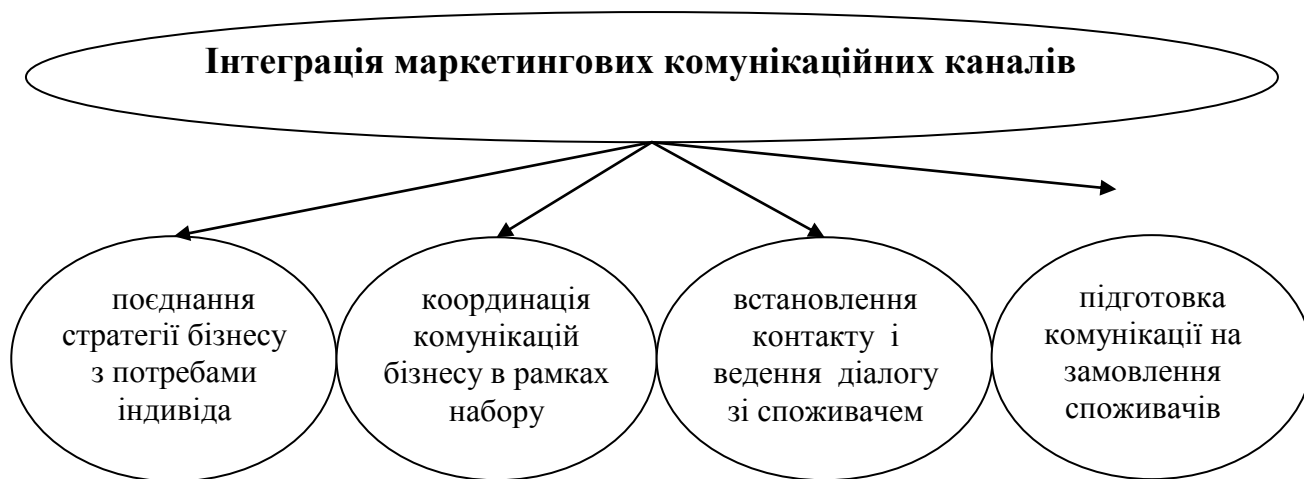 Інтеграція маркетингових комунікаційних каналів
поєднання
стратегії бізнесу
з потребами
індивіда
координація
комунікацій
бізнесу в рамках
набору
встановлення
контакту і
ведення діалогу
зі споживачем
підготовка
комунікації на
замовлення
споживачів